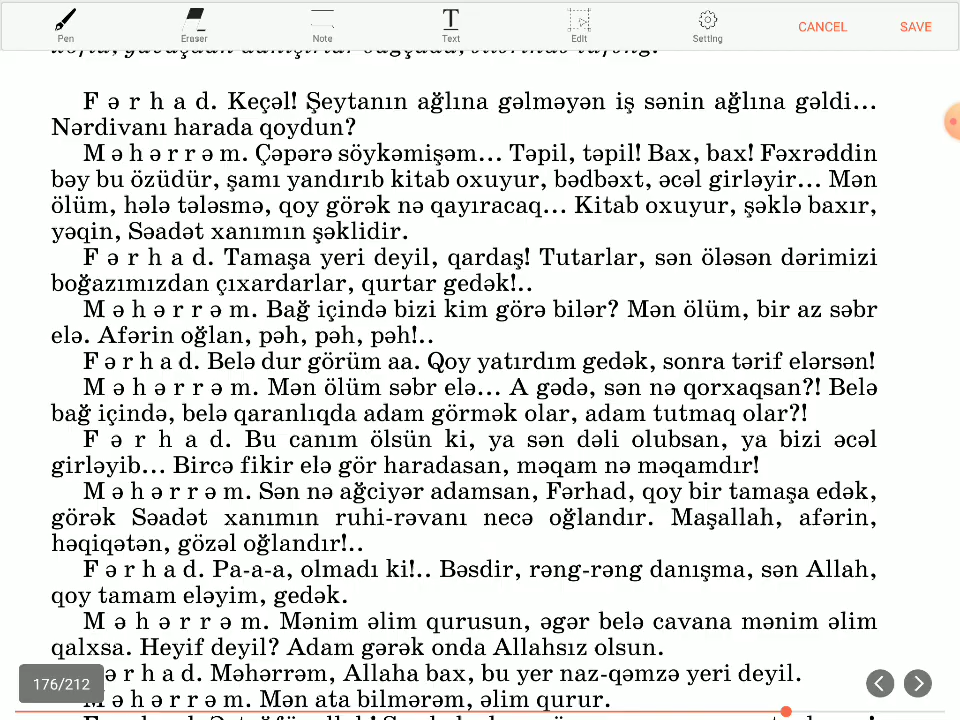 Pen
Eraser
Note
Text
Edit
Setting
CANCEL
SAVE
F ə r h a d. Keçəl! Şeytanın ağlına gəlməyən iş sənin ağlına gəldi...
Nərdivanı harada qoydun?
M ə h ə r r ə m. Çəpərə söykəmişəm... Təpil, təpil! Bax, bax! Fəxrəddin
bəy bu özüdür, şamı yandırıb kitab oxuyur, bədbəxt, əcəl girləyir... Mən
ölüm, hələ tələsmə, qoy görək nə qayıracaq... Kitab oxuyur, şəklə baxır,
yəqin, Səadət xanımın şəklidir.
F ə r h a d. Tamaşa yeri deyil, qardaş! Tutarlar, sən öləsən dərimizi
boğazımızdan çıxardarlar, qurtar gedək!..
M ə h ə r r ə m. Bağ içində bizi kim görə bilər? Mən ölüm, bir az səbr
elə. Afərin oğlan, pəh, pəh, pəh!..
F ə r h a d. Belə dur görüm aa. Qoy yatırdım gedək, sonra tərif elərsən!
M ə h ə r r ə m. Mən ölüm səbr elə... A gədə, sən nə qorxaqsan?! Belə
bağ içində, belə qaranlıqda adam görmək olar, adam tutmaq olar?!
F ə r h a d. Bu canım ölsün ki, ya sən dəli olubsan, ya bizi əcəl
girləyib... Bircə fikir elə gör haradasan, məqam nə məqamdır!
M ə h ə r r ə m. Sən nə ağciyər adamsan, Fərhad, qoy bir tamaşa edək,
görək Səadət xanımın ruhi-rəvanı necə oğlandır. Maşallah, afərin,
həqiqətən, gözəl oğlandır!..
F ə r h a d. Pa-a-a, olmadı ki!.. Bəsdir, rəng-rəng danışma, sən Allah,
qoy tamam eləyim, gedək.
M ə h ə r r ə m. Mənim əlim qurusun, əgər belə cavana mənim əlim
qalxsa. Heyif deyil? Adam gərək onda Allahsız olsun.
ə r h a d. Məhərrəm, Allaha bax, bu yer naz-qəmzə yeri deyil.
M ə h ə r r ə m. Mən ata bilmərəm, əlim qurur.
176/212